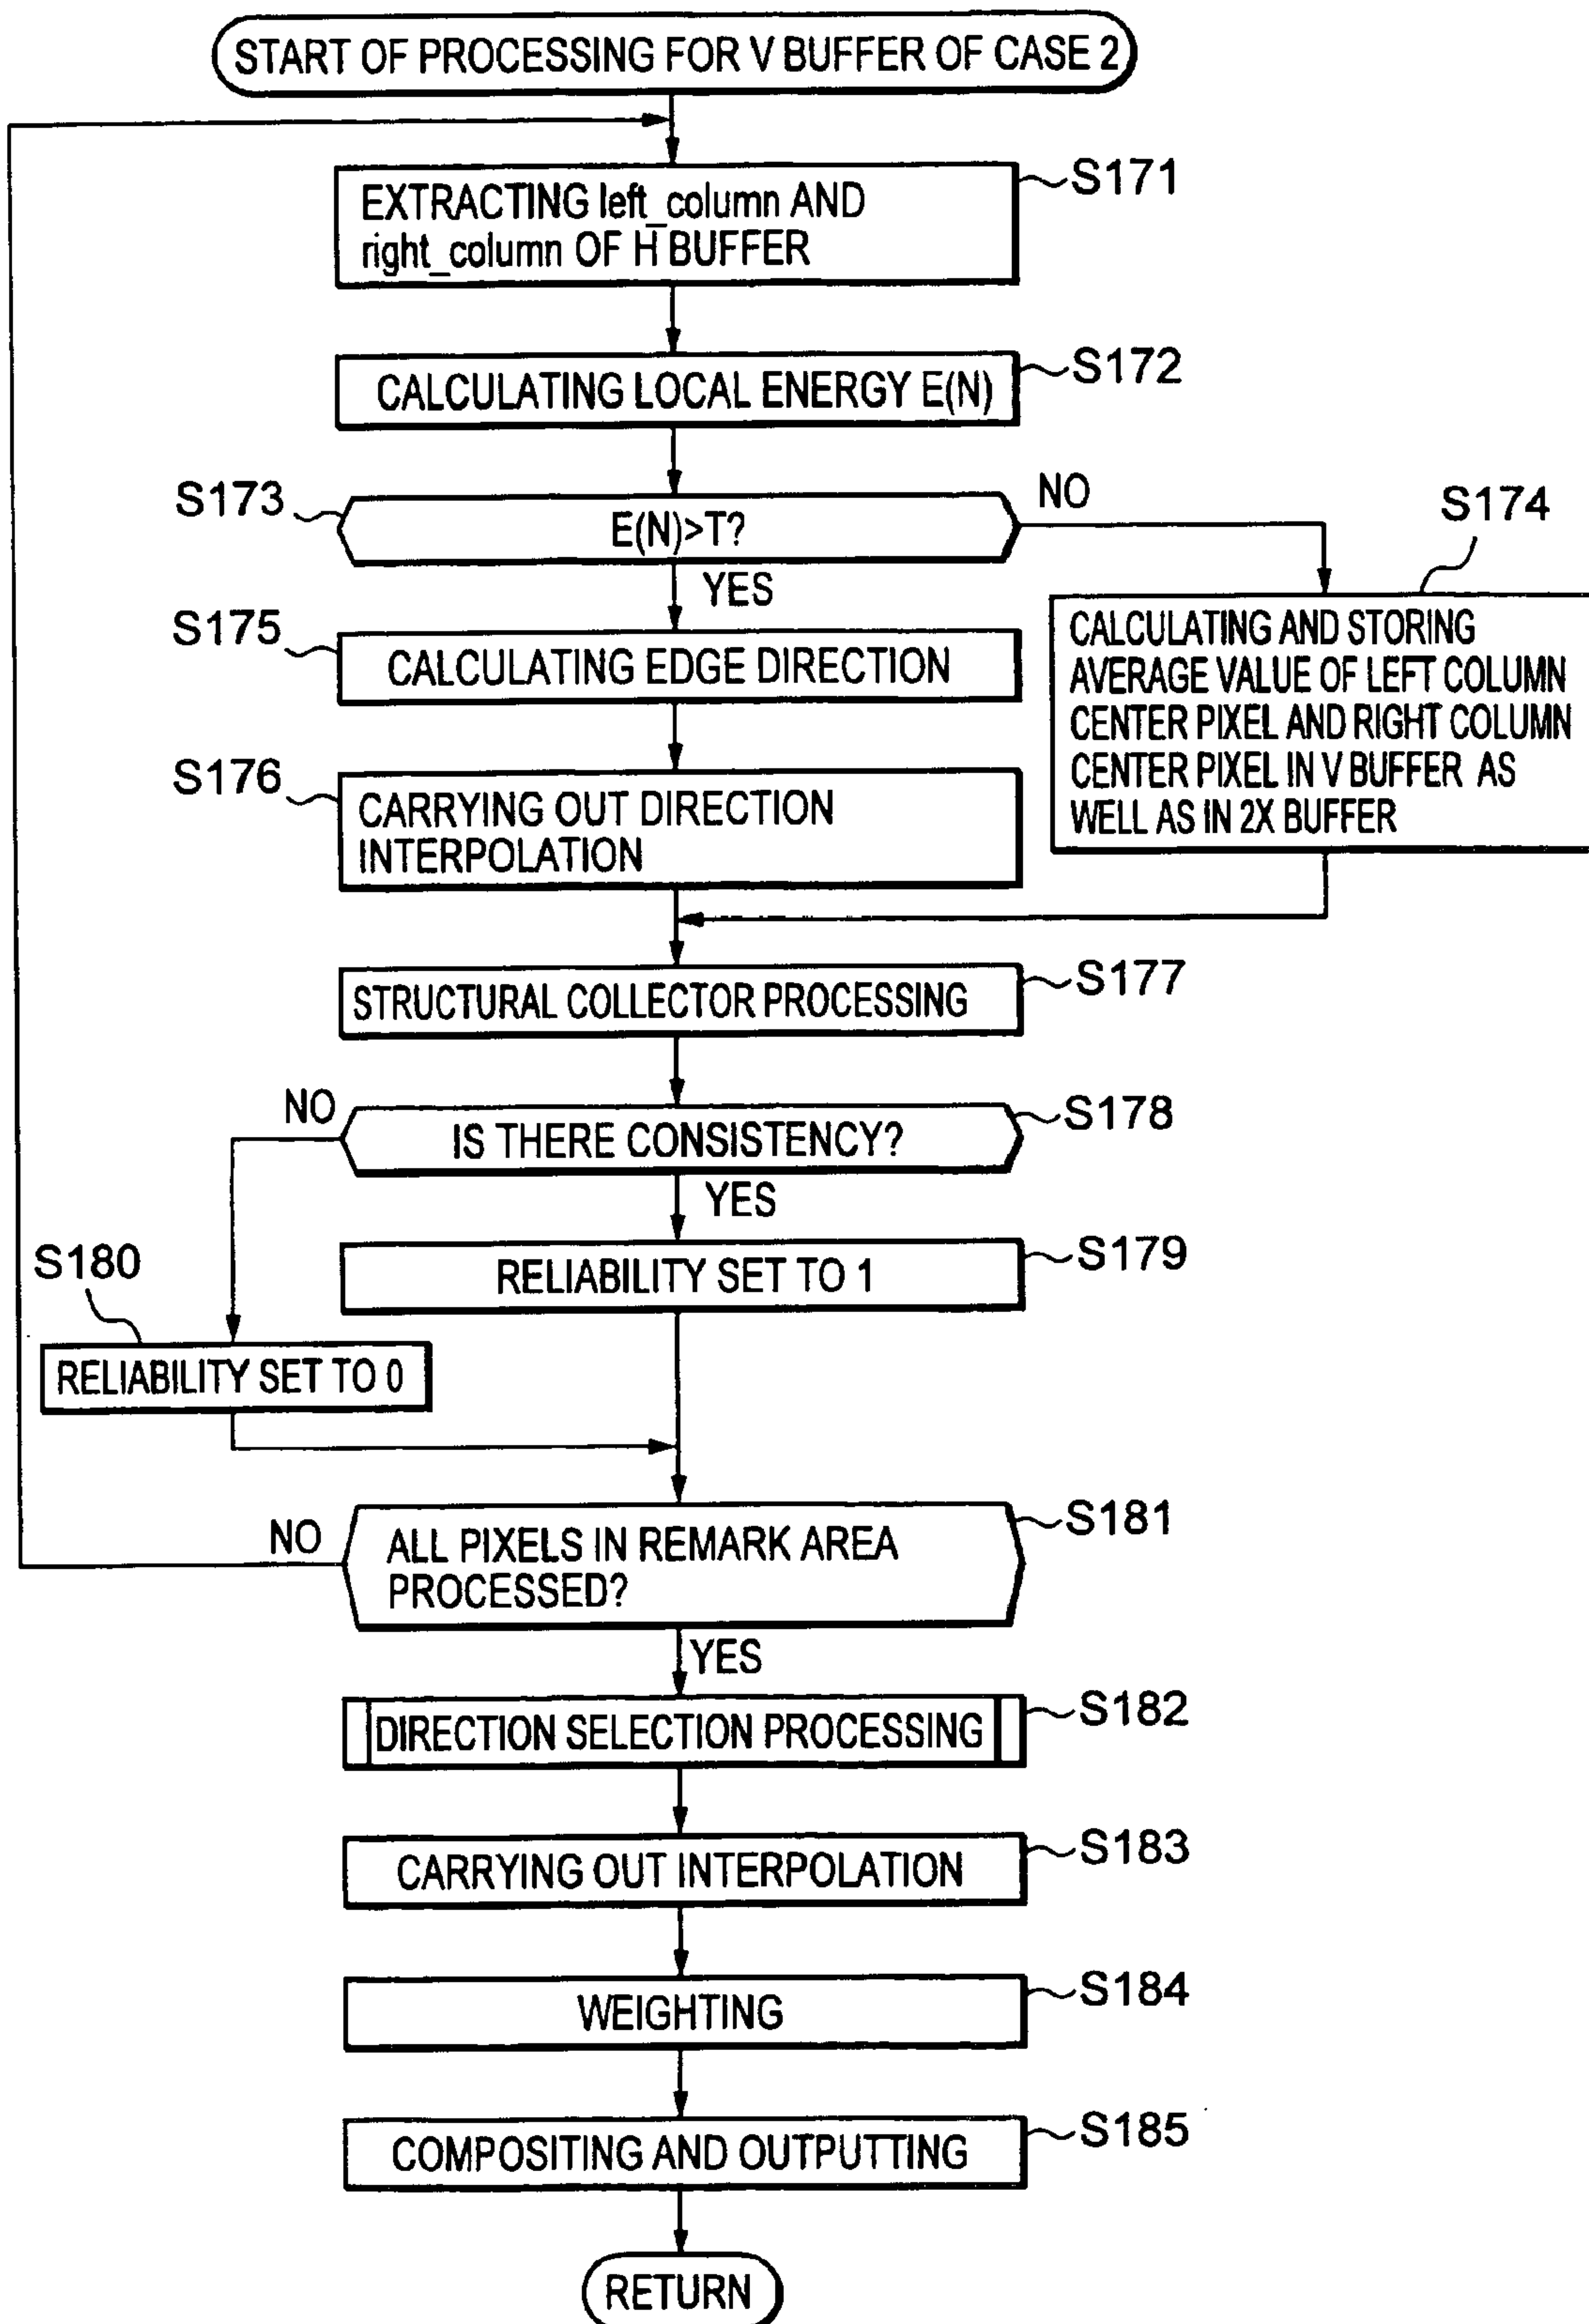 START OF PROCESSING FOR V BUFFER OF CASE 2
S171
EXTRACTING left_column AND
right_column OF H BUFFER
S172
CALCULATING LOCAL ENERGY E(N)
S173
E(N)>T?
NO
S174
YES
CALCULATING AND STORING
AVERAGE VALUE OF LEFT COLUMN
CENTER PIXEL AND RIGHT COLUMN
CENTER PIXEL IN V BUFFER AS
WELL AS IN 2X BUFFER
S175
CALCULATING EDGE DIRECTION
S176
CARRYING OUT DIRECTION
INTERPOLATION
S177
STRUCTURAL COLLECTOR PROCESSING
NO
S178
IS THERE CONSISTENCY?
YES
S179
RELIABILITY SET TO 1
S180
RELIABILITY SET TO 0
S181
NO
ALL PIXELS IN REMARK AREA
PROCESSED?
YES
S182
DIRECTION SELECTION PROCESSING
S183
CARRYING OUT INTERPOLATION
S184
WEIGHTING
S185
COMPOSITING AND OUTPUTTING
RETURN